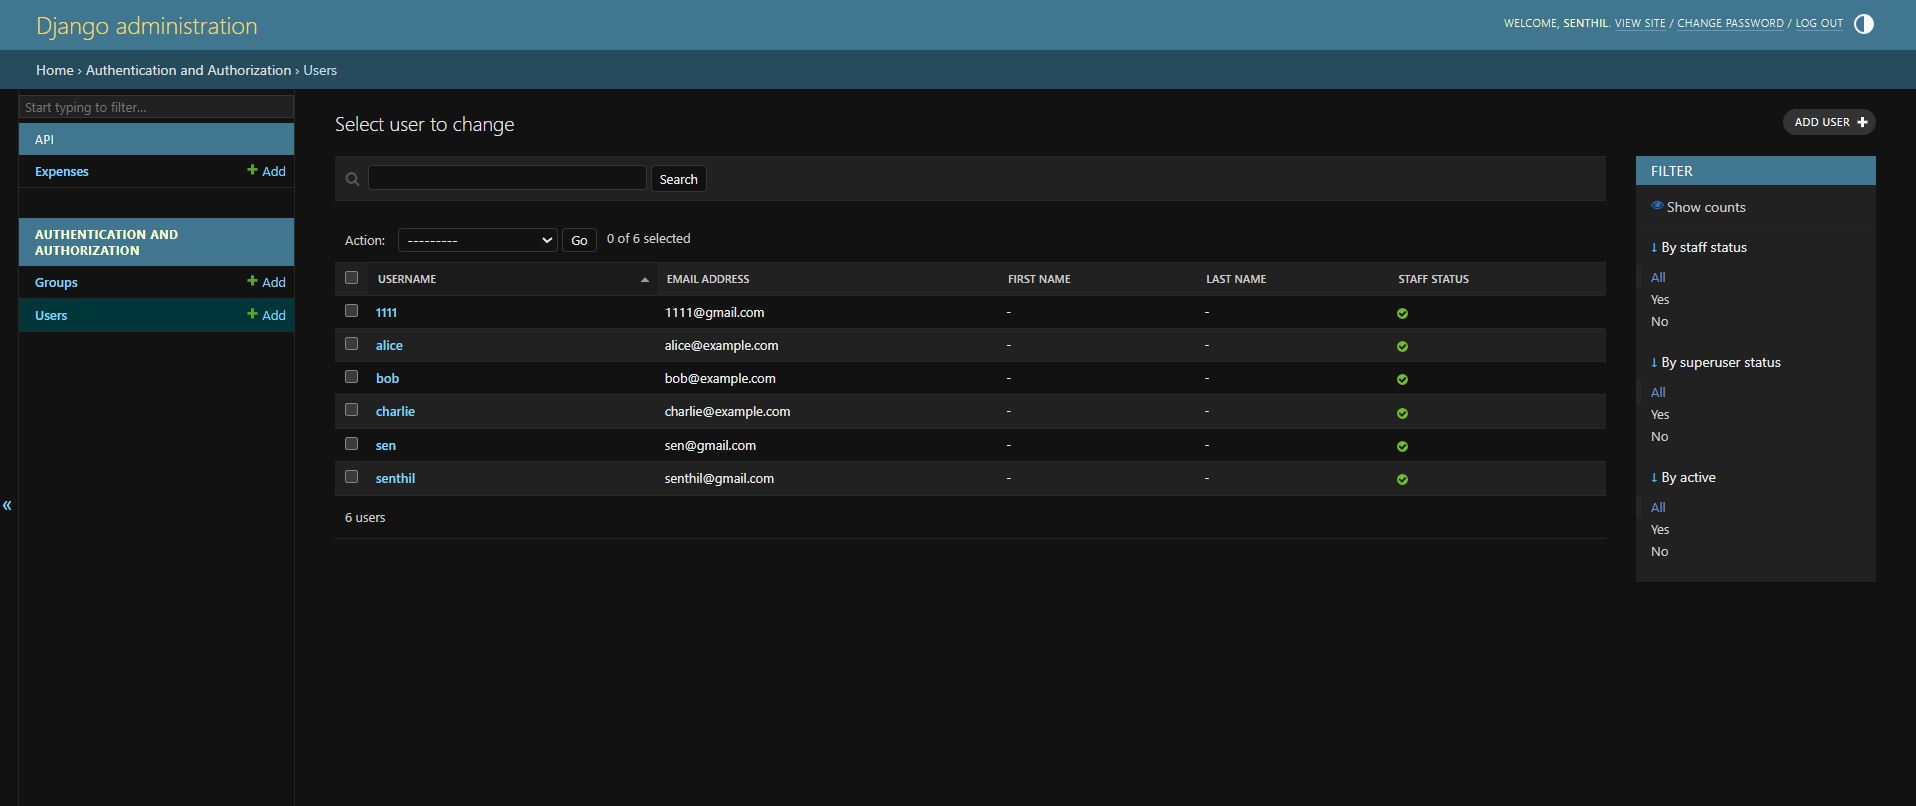 Django administration
WELCOME, SENTHIL. VIEW SITE / CHANGE PASSWORD / LOG OUT
Home › Authentication and Authorization › Users
Start typing to filter...
API
Expenses + Add
AUTHENTICATION AND
AUTHORIZATION
Groups + Add
Users + Add
«
Select user to change
ADD USER +
Search
Action: --------- Go 0 of 6 selected
USERNAME EMAIL ADDRESS FIRST NAME LAST NAME STAFF STATUS
1111 1111@gmail.com - -
alice alice@example.com - -
bob bob@example.com - -
charlie charlie@example.com - -
sen sen@gmail.com - -
senthil senthil@gmail.com - -
6 users
FILTER
Show counts
↓ By staff status
All
Yes
No
↓ By superuser status
All
Yes
No
↓ By active
All
Yes
No